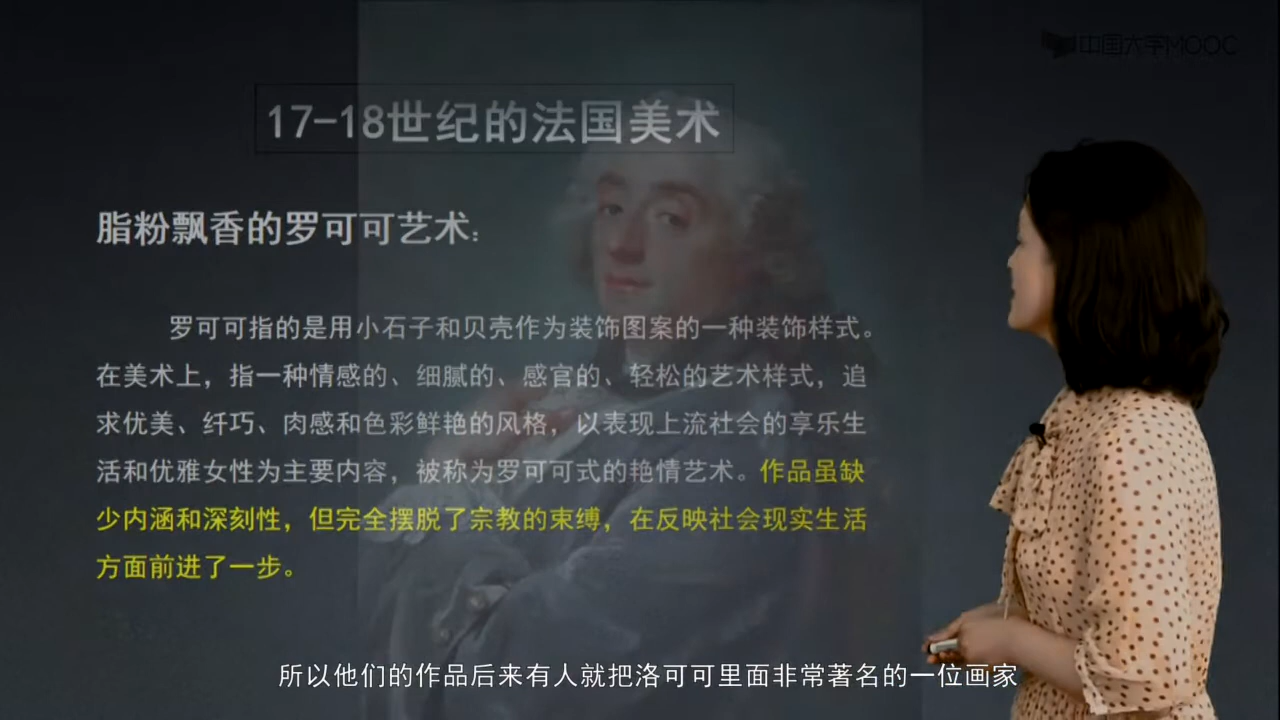 中国大学MOOC
17-18世纪的法国美术
脂粉飘香的罗可可艺术：
罗可可指的是用小石子和贝壳作为装饰图案的一种装饰样式。
在美术上，指一种情感的、细腻的、感官的、轻松的艺术样式，追
求优美、纤巧、肉感和色彩鲜艳的风格，以表现上流社会的享乐生
活和优雅女性为主要内容，被称为罗可可式的艳情艺术。作品虽缺
少内涵和深刻性，但完全摆脱了宗教的束缚，在反映社会现实生活
方面前进了一步。
所以他们的作品后来有人就把洛可可里面非常著名的一位画家